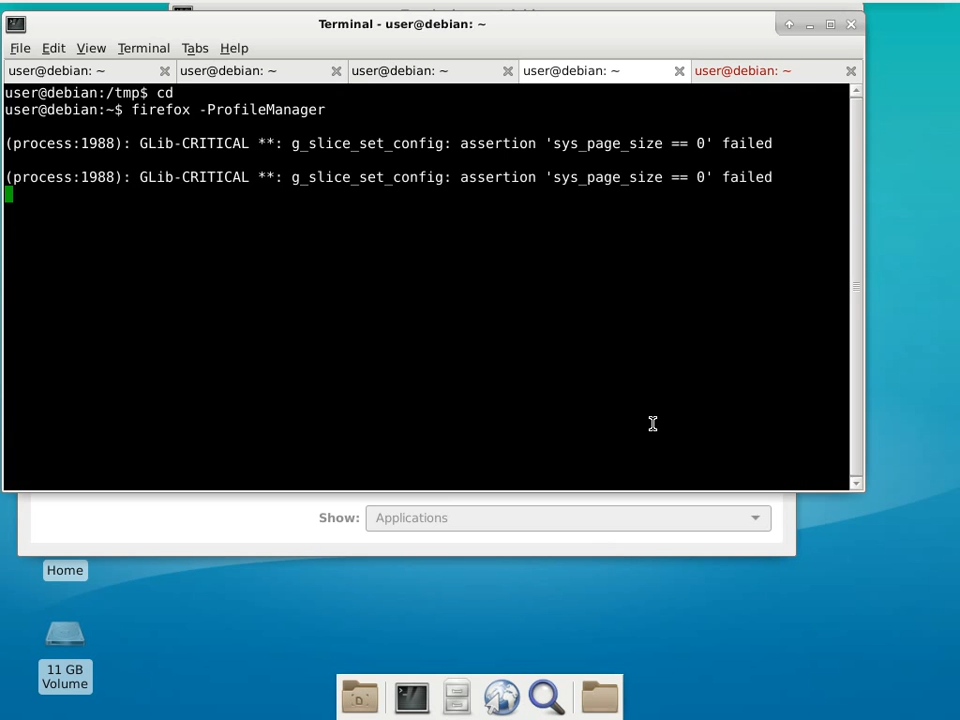 Terminal - user@debian: ~
File Edit View Terminal Tabs Help
user@debian: ~ user@debian: ~ user@debian: ~ user@debian: ~ user@debian: ~
user@debian:/tmp$ cd
user@debian:~$ firefox -ProfileManager
(process:1988): GLib-CRITICAL **: g_slice_set_config: assertion 'sys_page_size == 0' failed
(process:1988): GLib-CRITICAL **: g_slice_set_config: assertion 'sys_page_size == 0' failed
Show: Applications
Home
11 GB
Volume